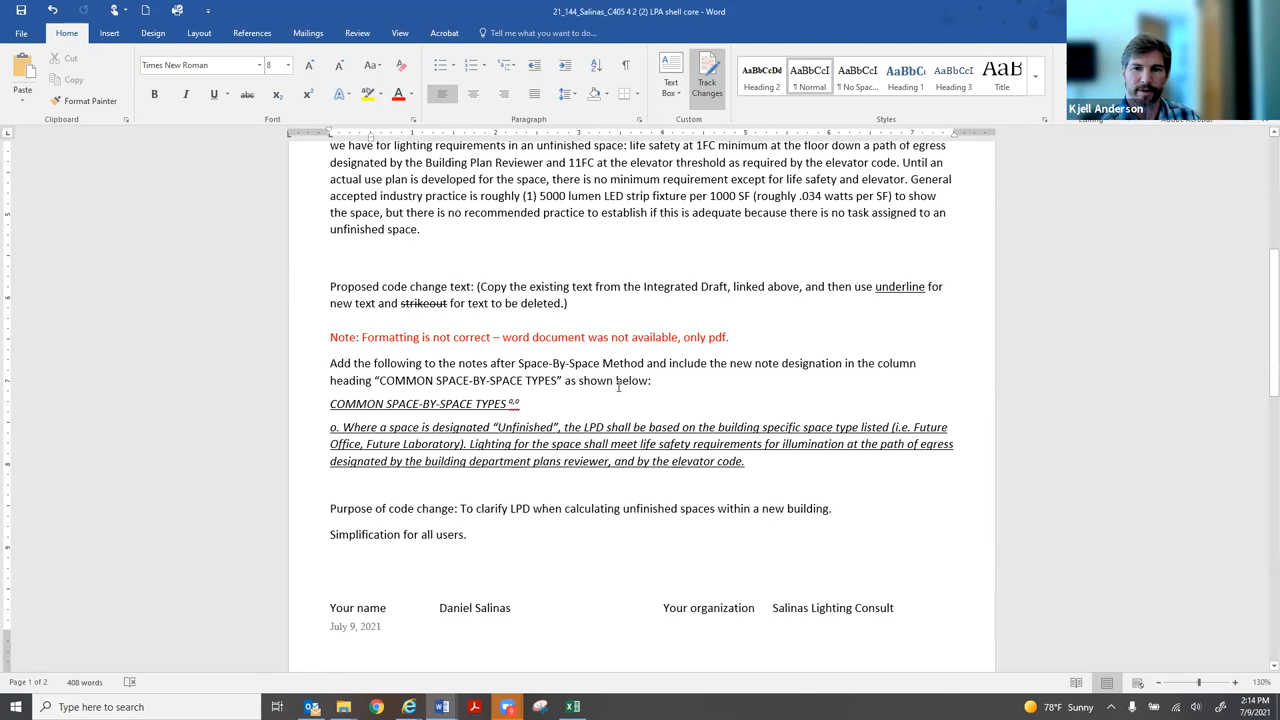 21_144_Salinas_C405 4 2 (2) LPA shell core - Word
File Home Insert Design Layout References Mailings Review View Acrobat Tell me what you want to do...
Paste
Cut
Copy
Format Painter
Times New Roman 8
Text Box
Track Changes
AaBbCcDd AaBbCcI AaBbCcI AaBbC AaBbCcI AaB
Heading 2 ¶ Normal ¶ No Spac... Heading 1 Heading 3 Title
Clipboard Font Paragraph Custom Styles
Kjell Anderson
we have for lighting requirements in an unfinished space: life safety at 1FC minimum at the floor down a path of egress
designated by the Building Plan Reviewer and 11FC at the elevator threshold as required by the elevator code. Until an
actual use plan is developed for the space, there is no minimum requirement except for life safety and elevator. General
accepted industry practice is roughly (1) 5000 lumen LED strip fixture per 1000 SF (roughly .034 watts per SF) to show
the space, but there is no recommended practice to establish if this is adequate because there is no task assigned to an
unfinished space.
Proposed code change text: (Copy the existing text from the Integrated Draft, linked above, and then use underline for
new text and strikeout for text to be deleted.)
Note: Formatting is not correct – word document was not available, only pdf.
Add the following to the notes after Space-By-Space Method and include the new note designation in the column
heading “COMMON SPACE-BY-SPACE TYPES” as shown below:
COMMON SPACE-BY-SPACE TYPES
o. Where a space is designated “Unfinished”, the LPD shall be based on the building specific space type listed (i.e. Future
Office, Future Laboratory). Lighting for the space shall meet life safety requirements for illumination at the path of egress
designated by the building department plans reviewer, and by the elevator code.
Purpose of code change: To clarify LPD when calculating unfinished spaces within a new building.
Simplification for all users.
Your name Daniel Salinas Your organization Salinas Lighting Consult
July 9, 2021
Page 1 of 2 408 words 130%
Type here to search 78°F Sunny 2:14 PM
7/9/2021